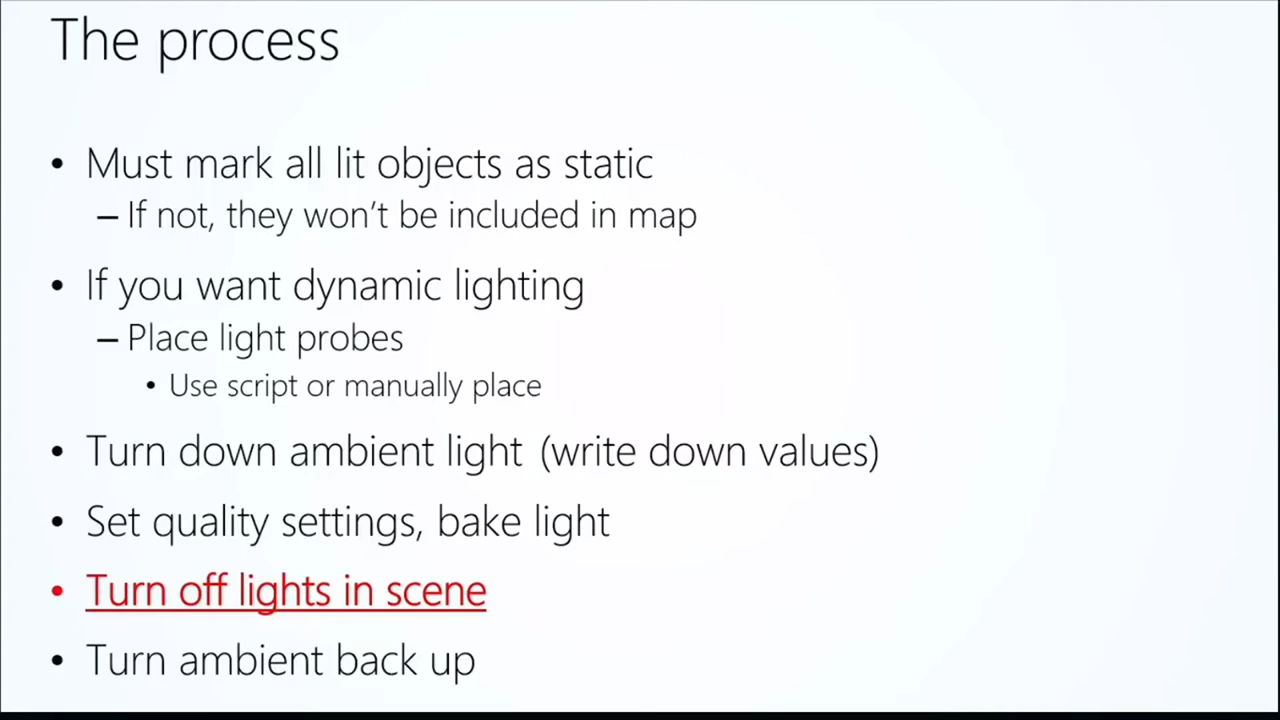 The process
• Must mark all lit objects as static
– If not, they won’t be included in map
• If you want dynamic lighting
– Place light probes
• Use script or manually place
• Turn down ambient light (write down values)
• Set quality settings, bake light
• Turn off lights in scene
• Turn ambient back up